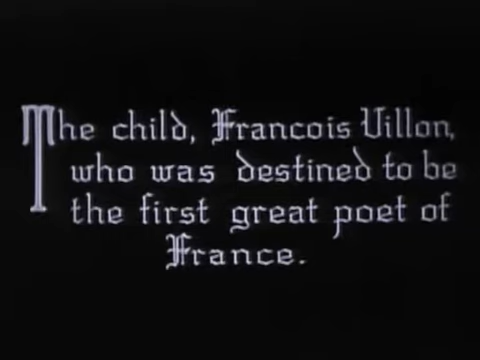 The child, Francois Villon,
who was destined to be
the first great poet of
France.